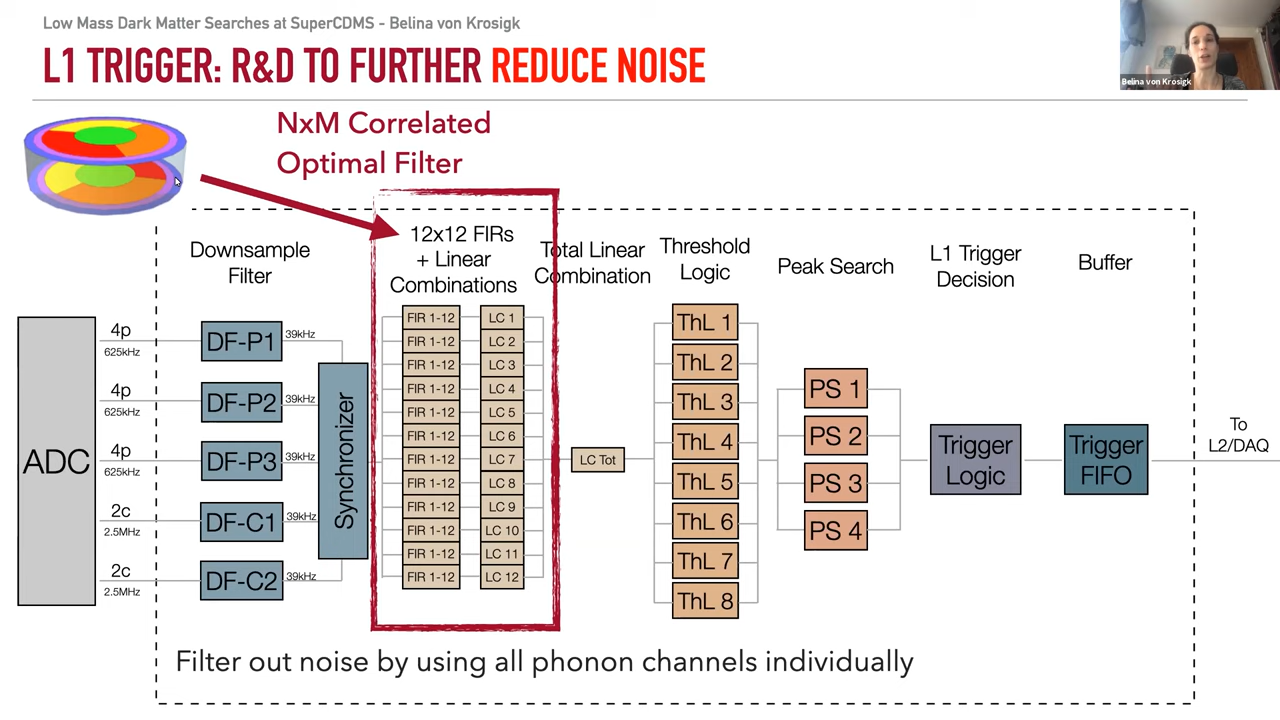 Low Mass Dark Matter Searches at SuperCDMS - Belina von Krosigk
L1 TRIGGER: R&D TO FURTHER REDUCE NOISE
Belina von Krosigk
NxM Correlated
Optimal Filter
Downsample
Filter
12x12 FIRs
+ Linear
Combinations
Total Linear
Combination
Threshold
Logic
Peak Search
L1 Trigger
Decision
Buffer
ADC
4p
625kHz
4p
625kHz
4p
625kHz
2c
2.5MHz
2c
2.5MHz
DF-P1
39kHz
DF-P2
39kHz
DF-P3
39kHz
DF-C1
39kHz
DF-C2
39kHz
Synchronizer
FIR 1-12 LC 1
FIR 1-12 LC 2
FIR 1-12 LC 3
FIR 1-12 LC 4
FIR 1-12 LC 5
FIR 1-12 LC 6
FIR 1-12 LC 7
FIR 1-12 LC 8
FIR 1-12 LC 9
FIR 1-12 LC 10
FIR 1-12 LC 11
FIR 1-12 LC 12
LC Tot
ThL 1
ThL 2
ThL 3
ThL 4
ThL 5
ThL 6
ThL 7
ThL 8
PS 1
PS 2
PS 3
PS 4
Trigger
Logic
Trigger
FIFO
To
L2/DAQ
Filter out noise by using all phonon channels individually